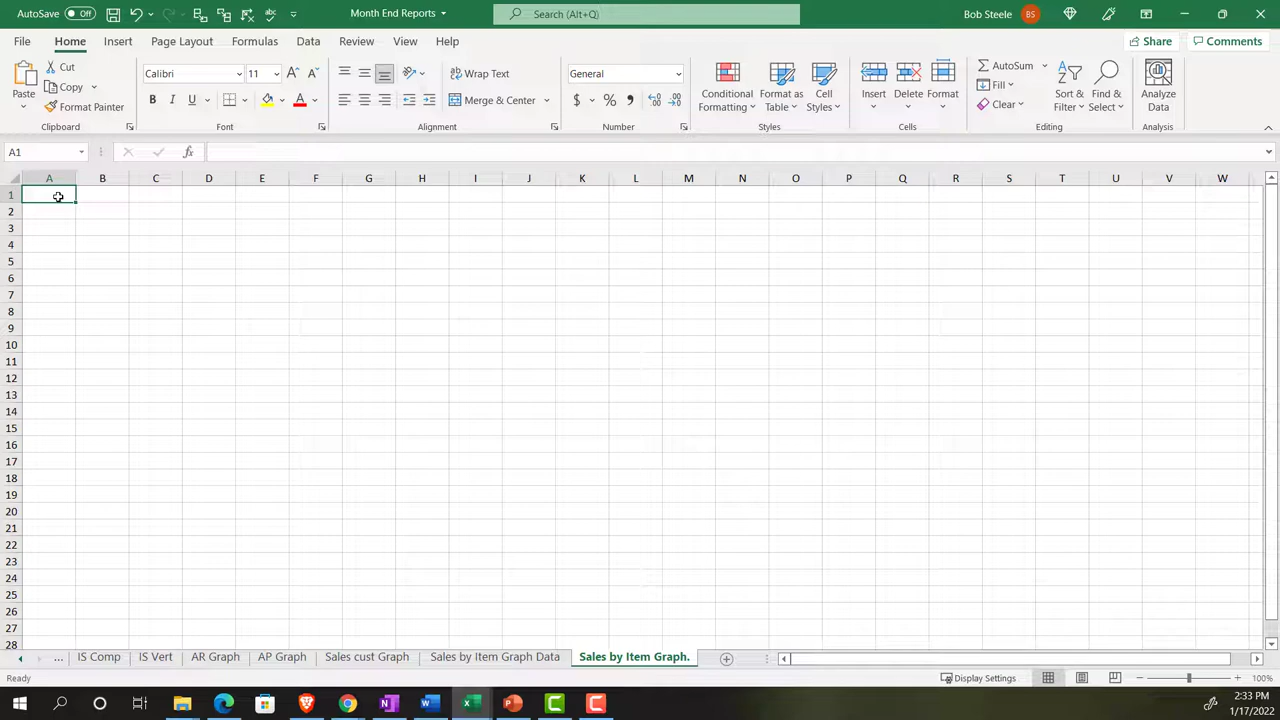 AutoSave Off Month End Reports Search (Alt+Q) Bob Steele BS
File Home Insert Page Layout Formulas Data Review View Help Share Comments
Paste Cut Copy Format Painter Clipboard
Calibri 11 A A B I U A Font
ab Wrap Text Merge & Center Alignment
General $ % , Number
Conditional Formatting Format as Table Cell Styles Styles
Insert Delete Format Cells
AutoSum Fill Clear Sort & Filter Find & Select Editing
Analyze Data Analysis
A1 fx
A B C D E F G H I J K L M N O P Q R S T U V W
1
2
3
4
5
6
7
8
9
10
11
12
13
14
15
16
17
18
19
20
21
22
23
24
25
26
27
28
... IS Comp IS Vert AR Graph AP Graph Sales cust Graph Sales by Item Graph Data Sales by Item Graph.
Ready Display Settings 100%
2:33 PM
1/17/2022